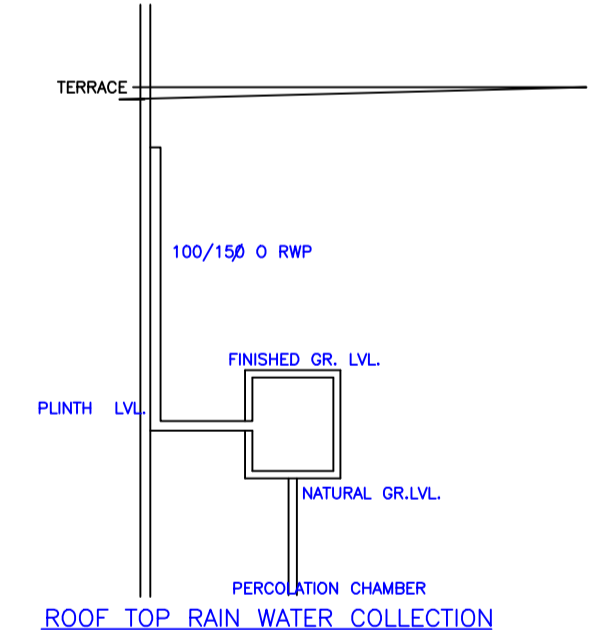 TERRACE
100/150 O RWP
FINISHED GR. LVL.
PLINTH LVL.
NATURAL GR.LVL.
PERCOLATION CHAMBER
ROOF TOP RAIN WATER COLLECTION